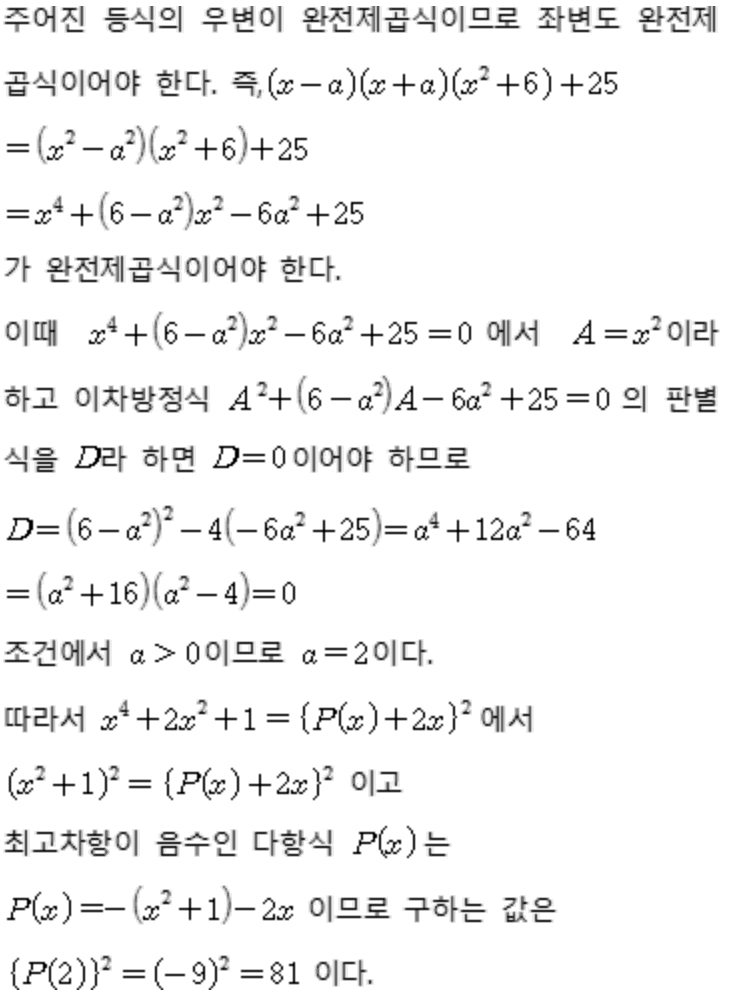 주어진 등식의 우변이 완전제곱식이므로 좌변도 완전제
곱식이어야 한다. 즉, (x-a)(x+a)(x²+6)+25
=(x²-a²)(x²+6)+25
=x⁴+(6-a²)x²-6a²+25
가 완전제곱식이어야 한다.
이때 x⁴+(6-a²)x²-6a²+25=0 에서 A=x²이라
하고 이차방정식 A²+(6-a²)A-6a²+25=0 의 판별
식을 D라 하면 D=0이어야 하므로
D=(6-a²)²-4(-6a²+25)=a⁴+12a²-64
=(a²+16)(a²-4)=0
조건에서 a>0이므로 a=2이다.
따라서 x⁴+2x²+1={P(x)+2x}²에서
(x²+1)²={P(x)+2x}² 이고
최고차항이 음수인 다항식 P(x)는
P(x)=-(x²+1)-2x 이므로 구하는 값은
{P(2)}²=(-9)²=81 이다.